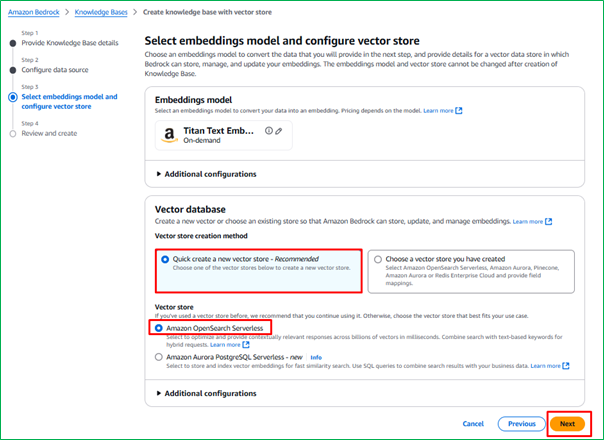 Amazon Bedrock > Knowledge Bases > Create knowledge base with vector store
Step 1
Provide Knowledge Base details
Step 2
Configure data source
Step 3
Select embeddings model and
configure vector store
Step 4
Review and create
Select embeddings model and configure vector store
Choose an embeddings model to convert the data that you will provide in the next step, and provide details for a vector data store in which
Bedrock can store, manage, and update your embeddings. The embeddings model and vector store cannot be changed after creation of
Knowledge Base.
Embeddings model
Select an embeddings model to convert your data into an embedding. Pricing depends on the model. Learn more
Titan Text Emb...
On-demand
Additional configurations
Vector database
Create a new vector or choose an existing store so that Amazon Bedrock can store, update, and manage embeddings. Learn more
Vector store creation method
Quick create a new vector store - Recommended
Choose one of the vector stores below to create a new vector store.
Choose a vector store you have created
Select Amazon OpenSearch Serverless, Amazon Aurora, Pinecone,
Amazon Aurora or Redis Enterprise Cloud and provide field
mappings.
Vector store
If you've used a vector store before, we recommend that you continue using it. Otherwise, choose the vector store that best fits your use case.
Amazon OpenSearch Serverless
Select to optimize and provide contextually relevant responses across billions of vectors in milliseconds. Combine search with text-based keywords for
hybrid requests. Learn more
Amazon Aurora PostgreSQL Serverless - new Info
Select to store and index vector embeddings for fast similarity search. Use SQL queries to combine search results with your business data. Learn more
Additional configurations
Cancel Previous Next